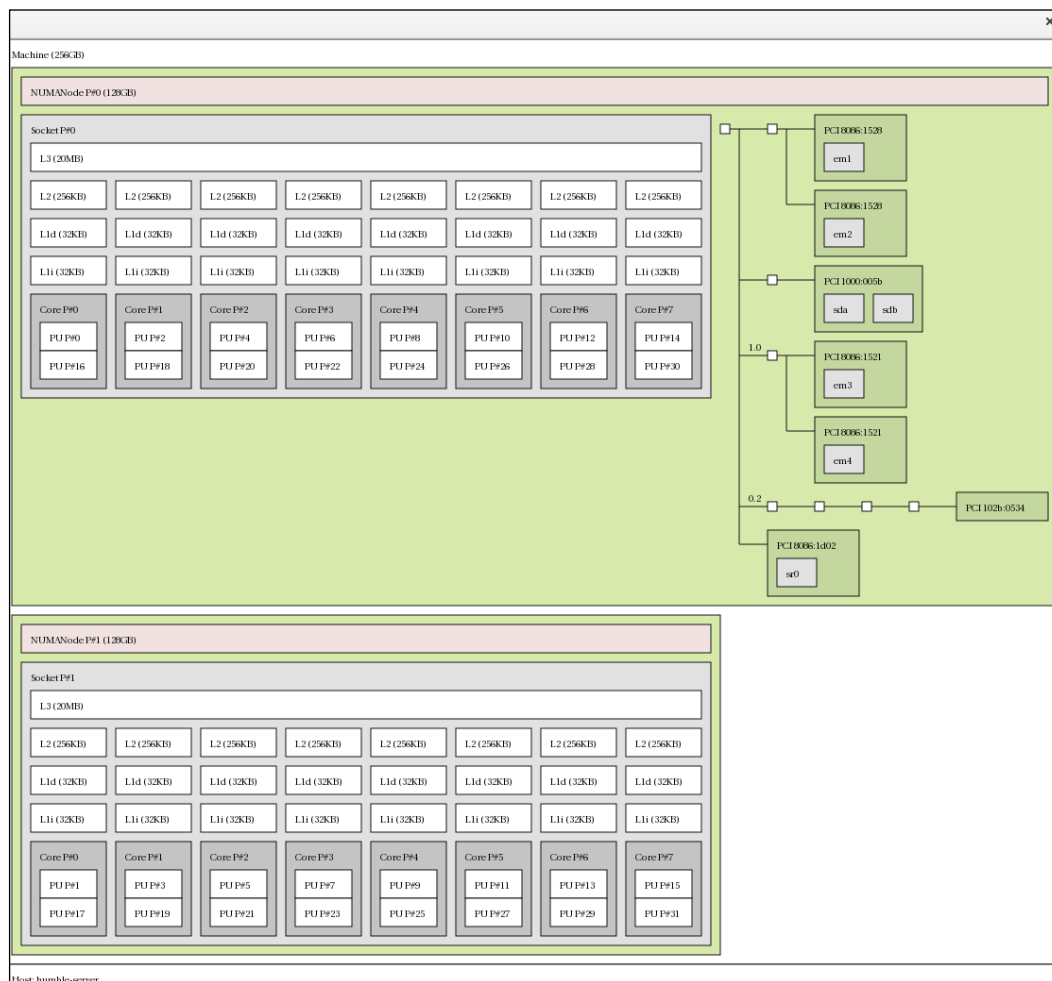 ×
Machine (256GB)
NUMANode P#0 (128GB)
Socket P#0
L3 (20MB)
L2 (256KB) L2 (256KB) L2 (256KB) L2 (256KB) L2 (256KB) L2 (256KB) L2 (256KB) L2 (256KB)
L1d (32KB) L1d (32KB) L1d (32KB) L1d (32KB) L1d (32KB) L1d (32KB) L1d (32KB) L1d (32KB)
L1i (32KB) L1i (32KB) L1i (32KB) L1i (32KB) L1i (32KB) L1i (32KB) L1i (32KB) L1i (32KB)
Core P#0 Core P#1 Core P#2 Core P#3 Core P#4 Core P#5 Core P#6 Core P#7
PU P#0 PU P#2 PU P#4 PU P#6 PU P#8 PU P#10 PU P#12 PU P#14
PU P#16 PU P#18 PU P#20 PU P#22 PU P#24 PU P#26 PU P#28 PU P#30
PCI 8086:1528
em1
PCI 8086:1528
em2
PCI 1000:005b
sda sdb
1.0
PCI 8086:1521
em3
PCI 8086:1521
em4
0.2
PCI 102b:0534
PCI 8086:1d02
sr0
NUMANode P#1 (128GB)
Socket P#1
L3 (20MB)
L2 (256KB) L2 (256KB) L2 (256KB) L2 (256KB) L2 (256KB) L2 (256KB) L2 (256KB) L2 (256KB)
L1d (32KB) L1d (32KB) L1d (32KB) L1d (32KB) L1d (32KB) L1d (32KB) L1d (32KB) L1d (32KB)
L1i (32KB) L1i (32KB) L1i (32KB) L1i (32KB) L1i (32KB) L1i (32KB) L1i (32KB) L1i (32KB)
Core P#0 Core P#1 Core P#2 Core P#3 Core P#4 Core P#5 Core P#6 Core P#7
PU P#1 PU P#3 PU P#5 PU P#7 PU P#9 PU P#11 PU P#13 PU P#15
PU P#17 PU P#19 PU P#21 PU P#23 PU P#25 PU P#27 PU P#29 PU P#31
Host: humble-server